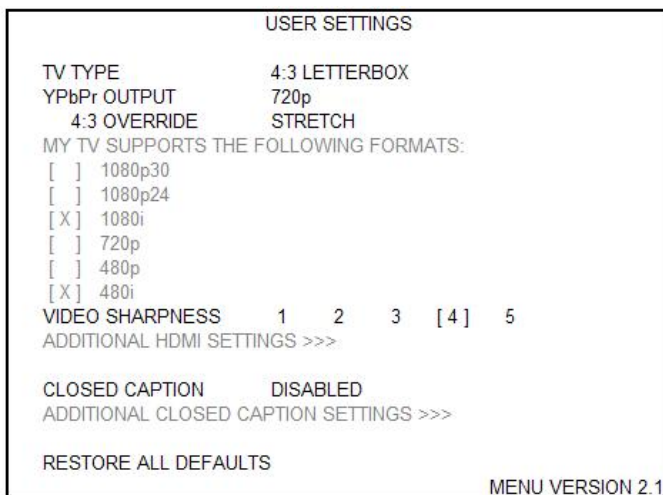 USER SETTINGS
TV TYPE 4:3 LETTERBOX
YPbPr OUTPUT 720p
4:3 OVERRIDE STRETCH
MY TV SUPPORTS THE FOLLOWING FORMATS:
[ ] 1080p30
[ ] 1080p24
[ X ] 1080i
[ ] 720p
[ ] 480p
[ X ] 480i
VIDEO SHARPNESS 1 2 3 [ 4 ] 5
ADDITIONAL HDMI SETTINGS >>>
CLOSED CAPTION DISABLED
ADDITIONAL CLOSED CAPTION SETTINGS >>>
RESTORE ALL DEFAULTS
MENU VERSION 2.1